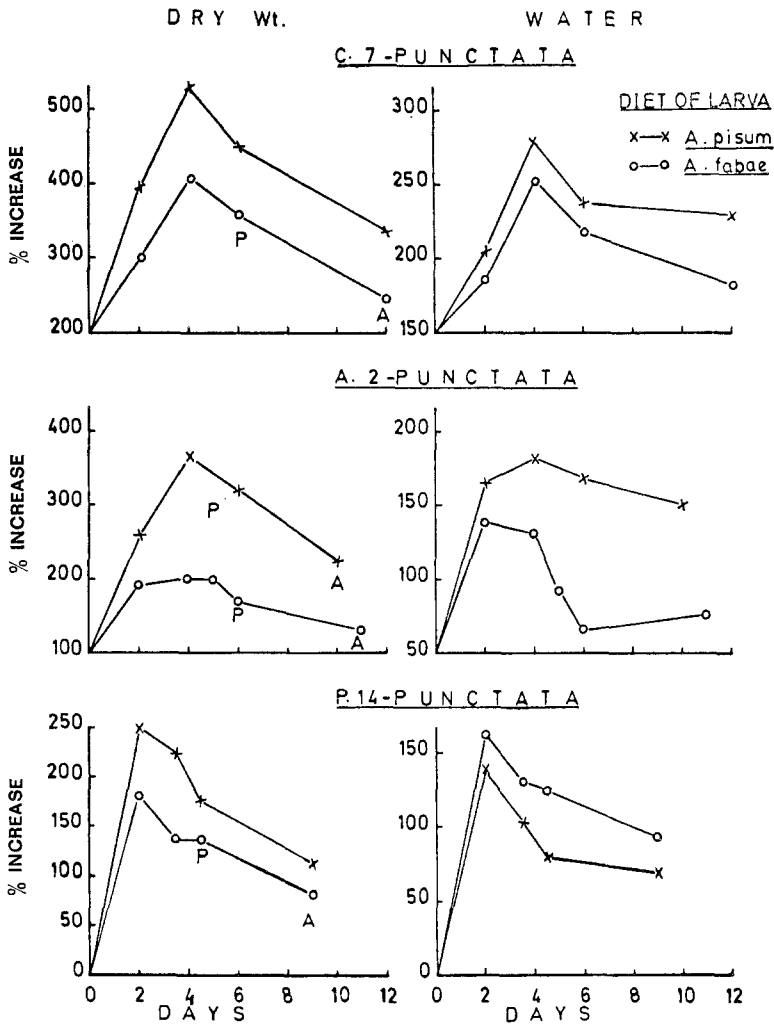 DRY Wt. WATER
C. 7-PUNCTATA
500
400
300
200
% INCREASE
P
A
300
250
200
150
DIET OF LARVA
x—x A. pisum
o—o A. fabae
A. 2-PUNCTATA
400
300
200
100
% INCREASE
P
A
P
A
200
150
100
50
P. 14-PUNCTATA
250
200
150
100
50
0
% INCREASE
P
A
0 2 4 6 8 10 12
DAYS
150
100
50
0
0 2 4 6 8 10 12
DAYS